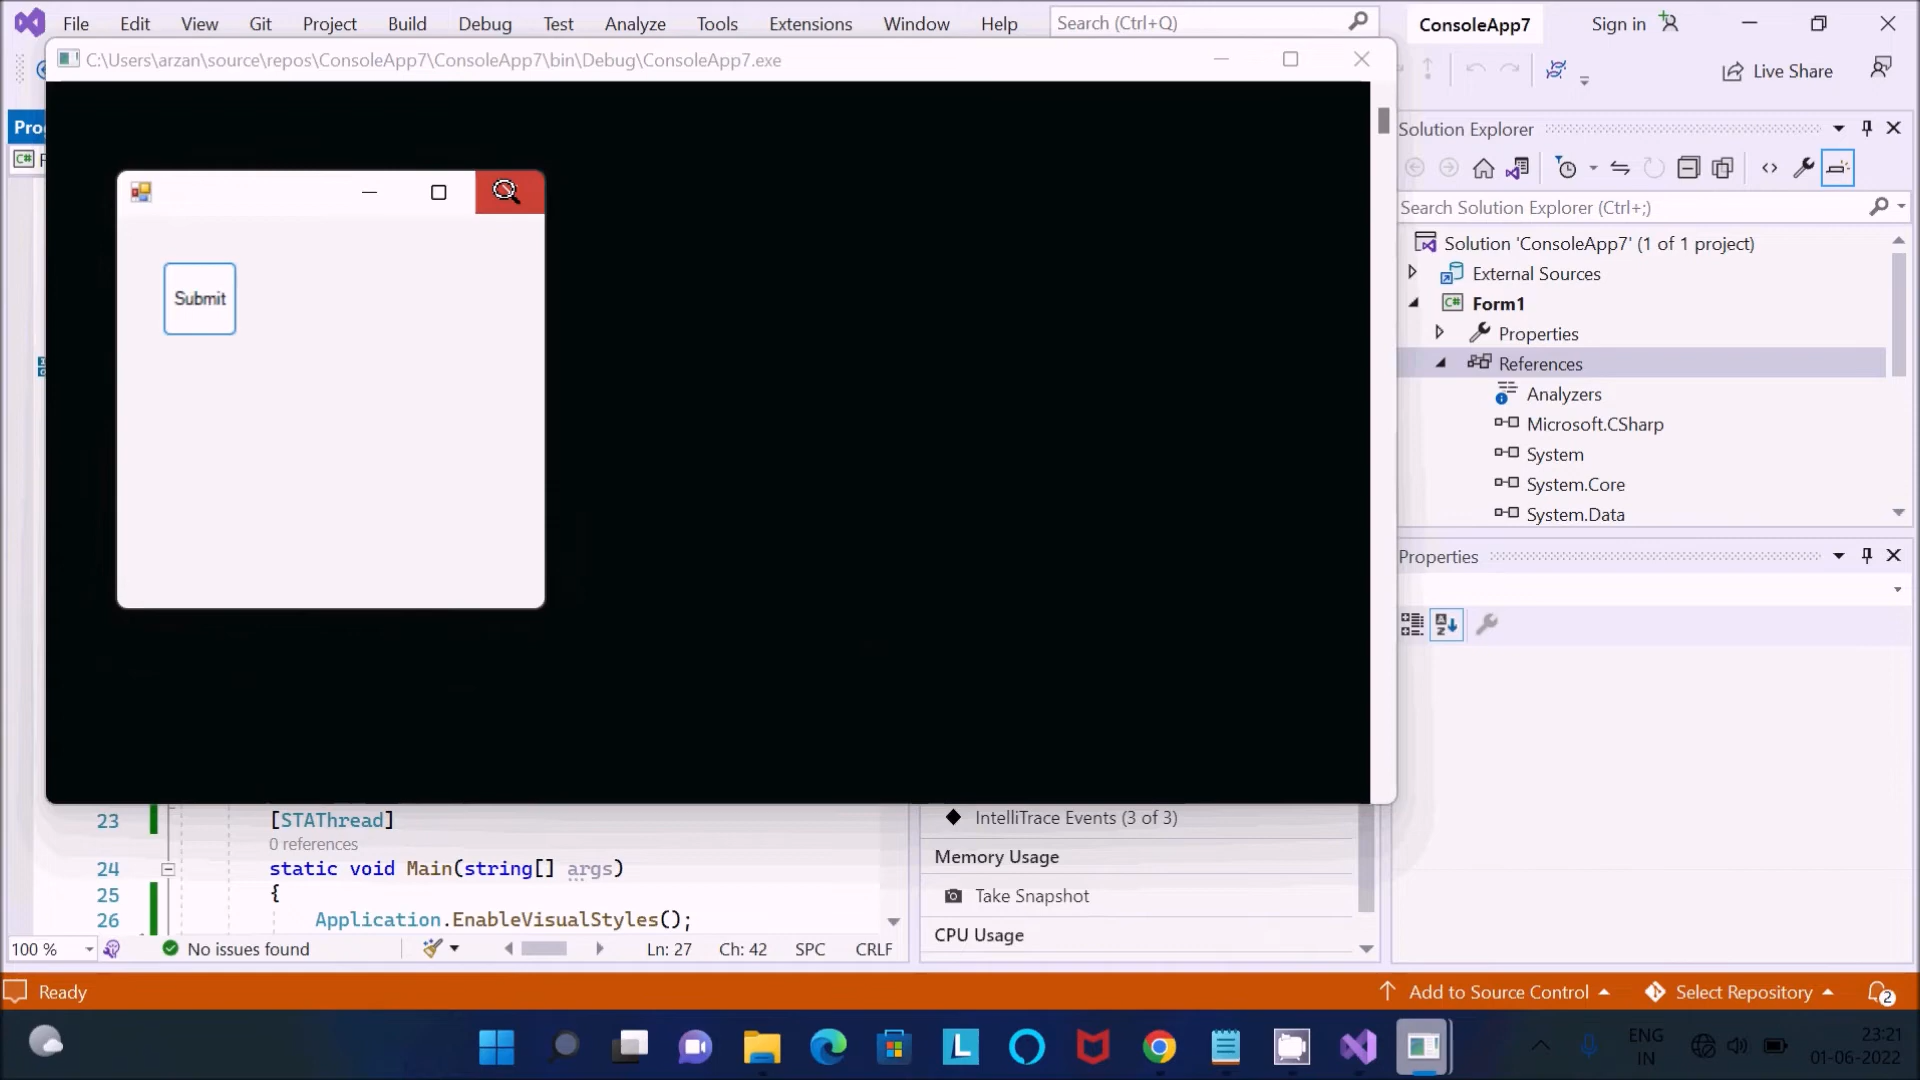 File Edit View Git Project Build Debug Test Analyze Tools Extensions Window Help Search (Ctrl+Q) ConsoleApp7 Sign in
C:\Users\arzan\source\repos\ConsoleApp7\ConsoleApp7\bin\Debug\ConsoleApp7.exe
Live Share
Solution Explorer
Search Solution Explorer (Ctrl+;)
Submit
Solution 'ConsoleApp7' (1 of 1 project)
External Sources
C# Form1
Properties
References
Analyzers
Microsoft.CSharp
System
System.Core
System.Data
Properties
23 [STAThread]
0 references
24 static void Main(string[] args)
25 {
26 Application.EnableVisualStyles();
IntelliTrace Events (3 of 3)
Memory Usage
Take Snapshot
CPU Usage
100 % No issues found Ln: 27 Ch: 42 SPC CRLF
Ready Add to Source Control Select Repository 2
ENG
IN
23:21
01-06-2022